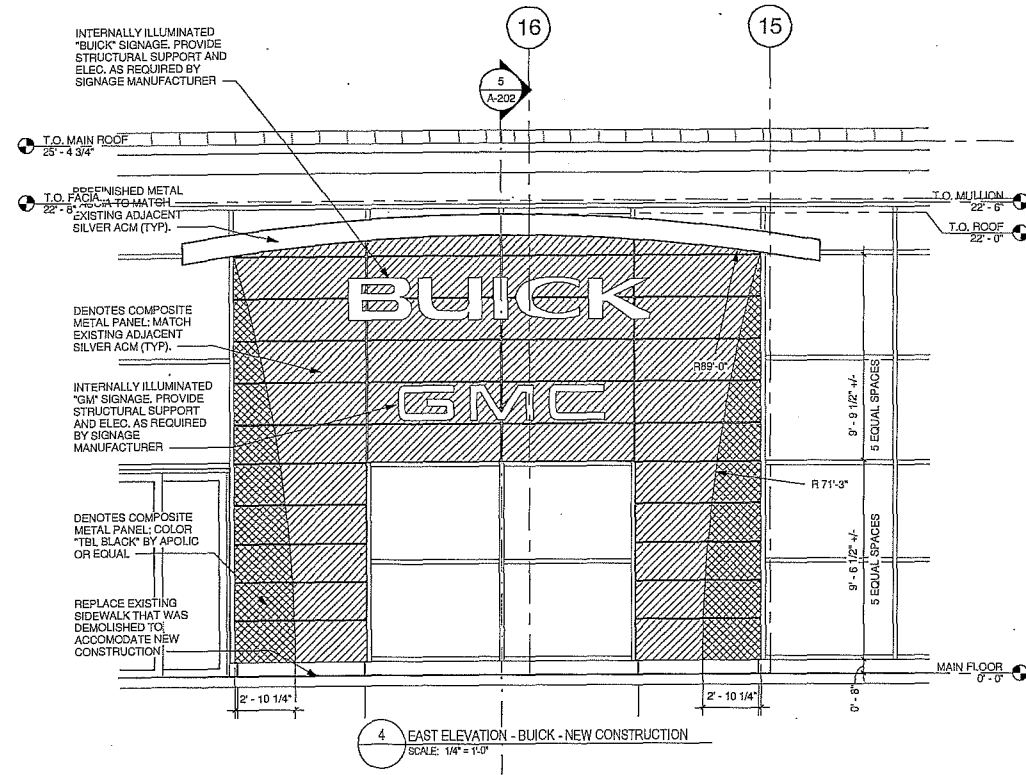 INTERNALLY ILLUMINATED
"BUICK" SIGNAGE. PROVIDE
STRUCTURAL SUPPORT AND
ELEC. AS REQUIRED BY
SIGNAGE MANUFACTURER
16
15
5
A-202
T.O. MAIN ROOF
25' - 4 3/4"
T.O. FACIA
22' - 8"
PREFINISHED METAL
FACIA TO MATCH
EXISTING ADJACENT
SILVER ACM (TYP).
T.O. MULLION
22' - 6"
T.O. ROOF
22' - 0"
BUICK
DENOTES COMPOSITE
METAL PANEL: MATCH
EXISTING ADJACENT
SILVER ACM (TYP).
R89'-0"
GMC
INTERNALLY ILLUMINATED
"GM" SIGNAGE. PROVIDE
STRUCTURAL SUPPORT
AND ELEC. AS REQUIRED
BY SIGNAGE
MANUFACTURER
9' - 9 1/2" +/-
5 EQUAL SPACES
R 71'-3"
DENOTES COMPOSITE
METAL PANEL: COLOR
"TBL BLACK" BY APOLIC
OR EQUAL
9' - 6 1/2" +/-
5 EQUAL SPACES
REPLACE EXISTING
SIDEWALK THAT WAS
DEMOLISHED TO
ACCOMODATE NEW
CONSTRUCTION
MAIN FLOOR
0' - 0"
0' - 8"
2' - 10 1/4"
2' - 10 1/4"
4
EAST ELEVATION - BUICK - NEW CONSTRUCTION
SCALE: 1/4" = 1'-0"